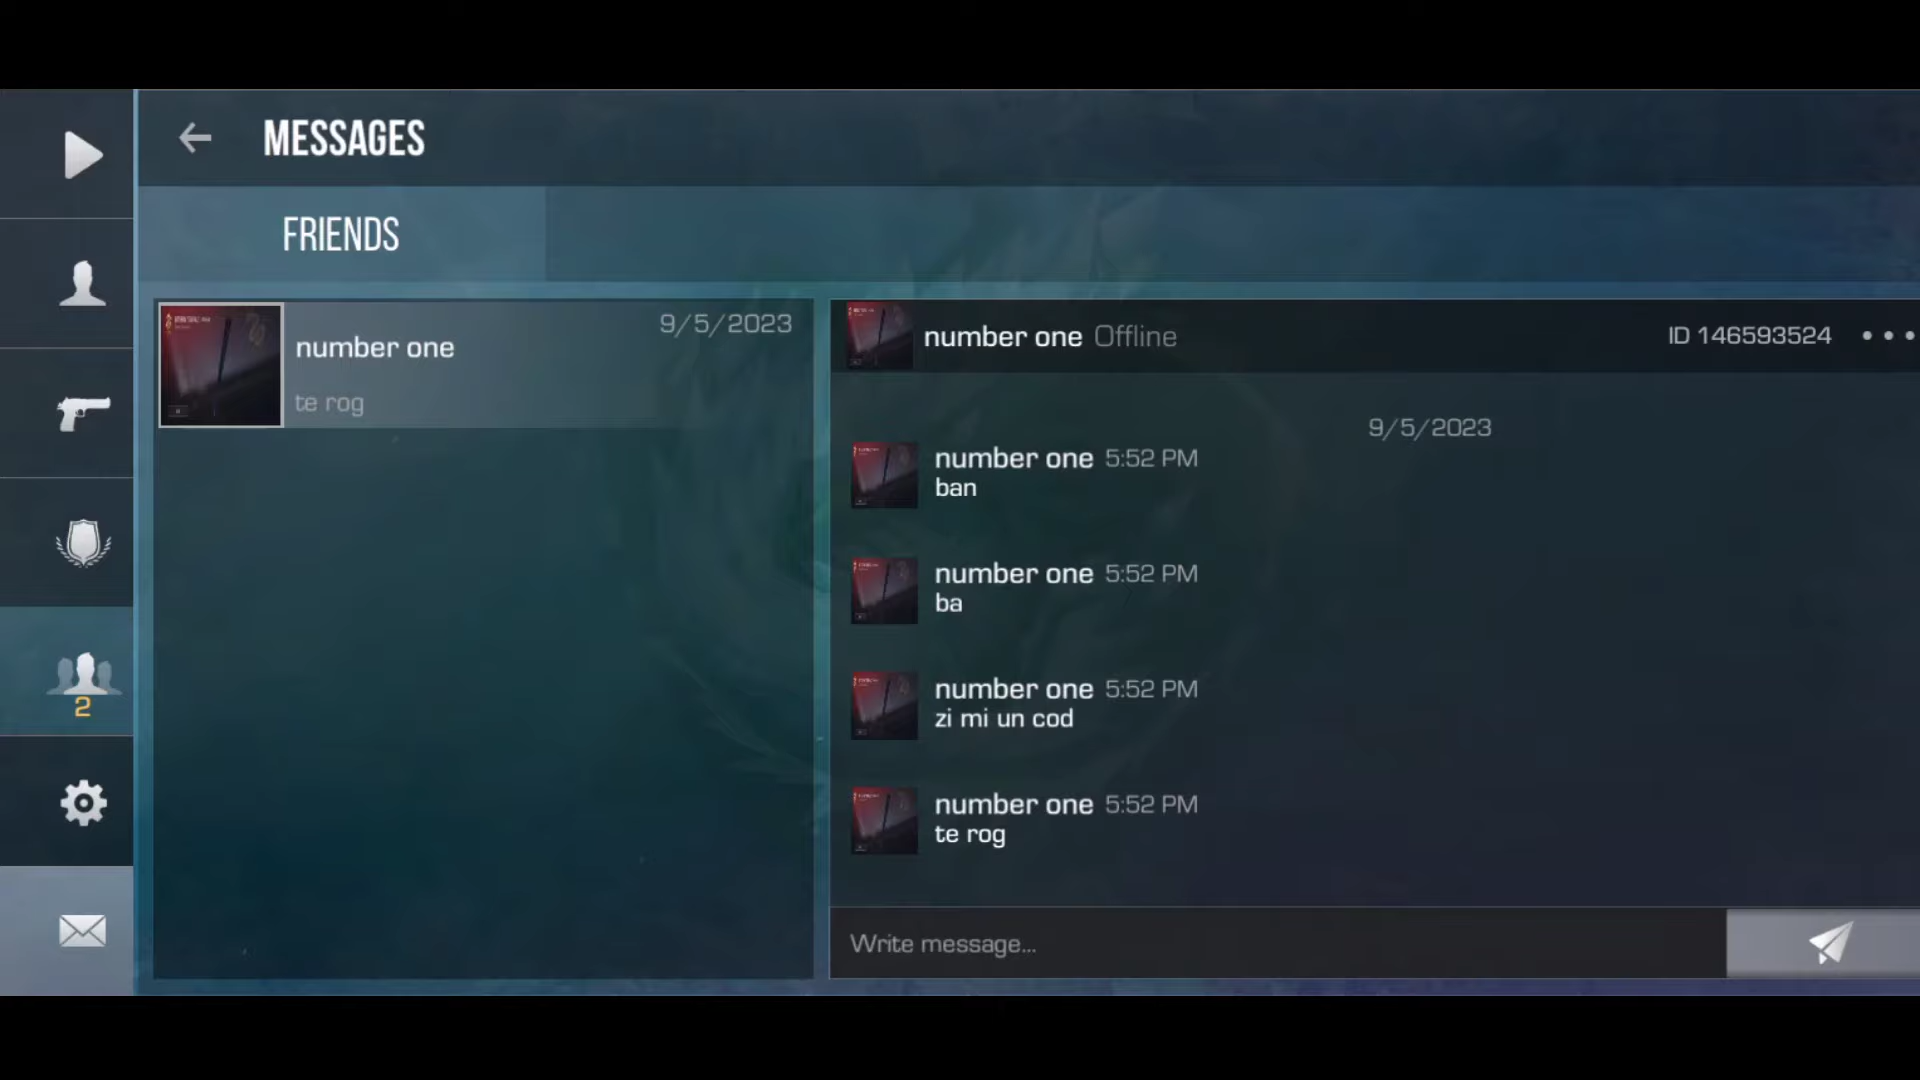 MESSAGES
FRIENDS
number one
9/5/2023
te rog
2
number one Offline
ID 146593524
9/5/2023
number one 5:52 PM
ban
number one 5:52 PM
ba
number one 5:52 PM
zi mi un cod
number one 5:52 PM
te rog
Write message...